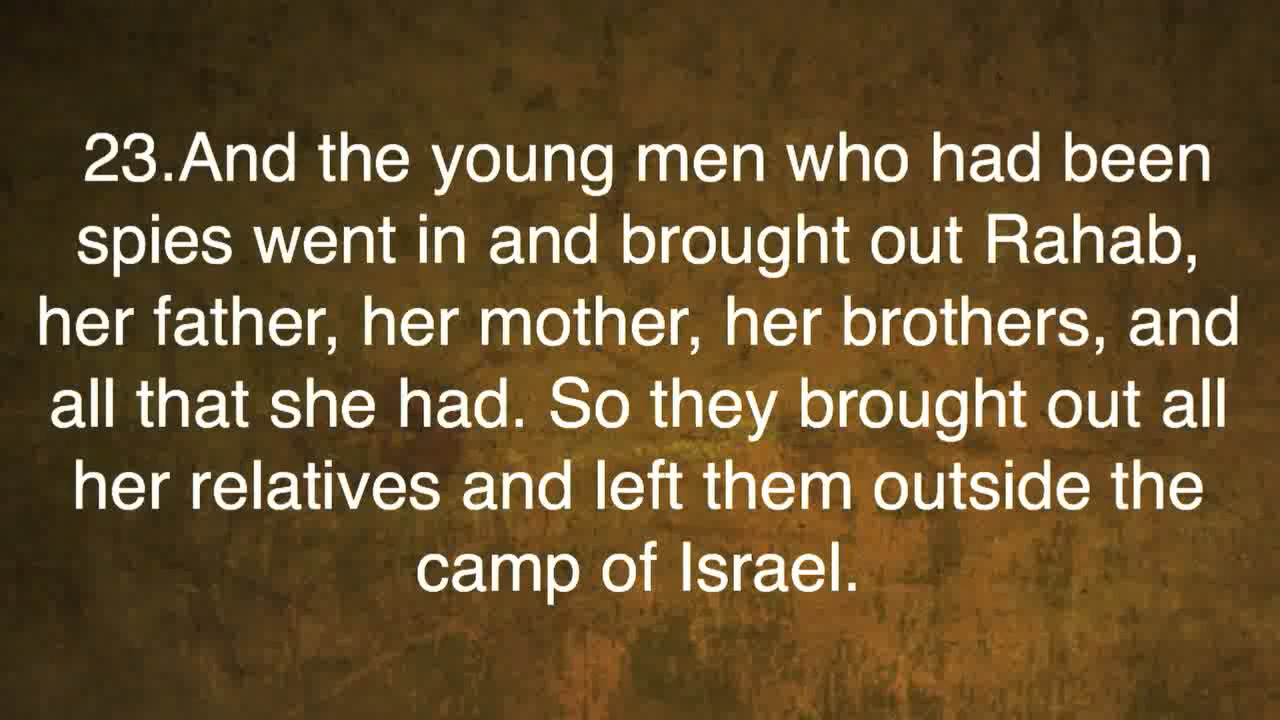 23.And the young men who had been
spies went in and brought out Rahab,
her father, her mother, her brothers, and
all that she had. So they brought out all
her relatives and left them outside the
camp of Israel.